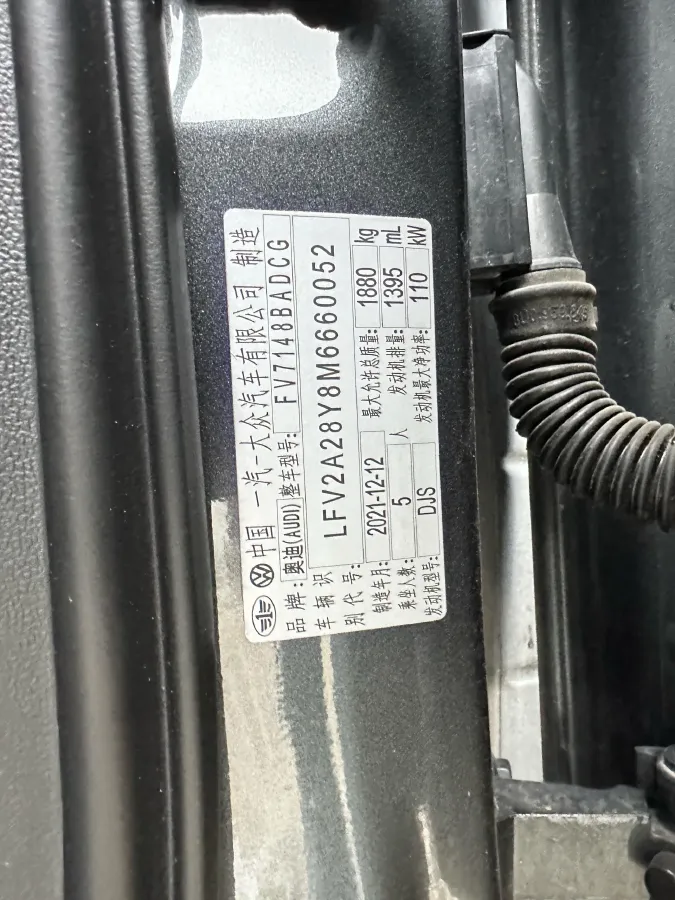 中国 一汽-大众汽车有限公司 制造
品牌: 奥迪(AUDI) 整车型号: FV7148BADCG
车辆识别代号: LFV2A28Y8M6660052
制造年月: 2021-12-12 最大允许总质量: 1880 kg
乘坐人数: 5 人 发动机排量: 1395 mL
发动机型号: DJS 发动机最大净功率: 110 kW